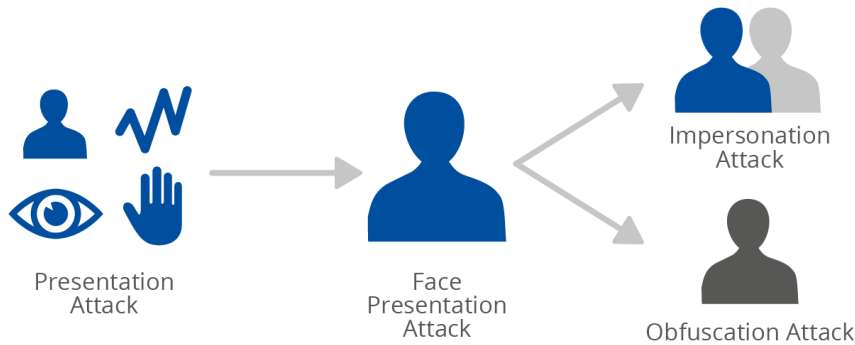 Presentation
Attack
Face
Presentation
Attack
Impersonation
Attack
Obfuscation Attack